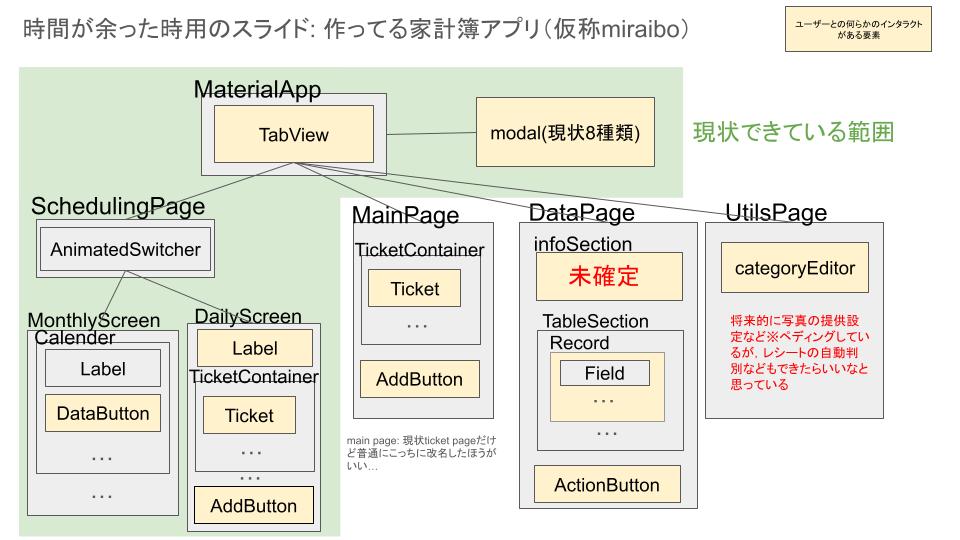 時間が余った時用のスライド: 作ってる家計簿アプリ（仮称miraibo）
ユーザーとの何らかのインタラクト
がある要素
MaterialApp
TabView
modal(現状8種類)
現状できている範囲
SchedulingPage
AnimatedSwitcher
MonthlyScreen
Calender
Label
DataButton
...
...
DailyScreen
Label
TicketContainer
Ticket
...
...
AddButton
MainPage
TicketContainer
Ticket
...
AddButton
main page: 現状ticket pageだけ
ど普通にこっちに改名したほうが
いい…
DataPage
infoSection
未確定
TableSection
Record
Field
...
...
ActionButton
UtilsPage
categoryEditor
将来的に写真の提供設
定など※ペディングしてい
るが，レシートの自動判
別などもできたらいいなと
思っている